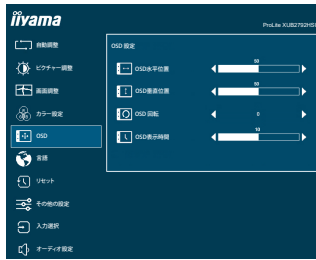 iiyama
ProLite XUB2792HS
自動調整
ピクチャー調整
画面調整
カラー設定
OSD
言語
リセット
その他の設定
入力選択
オーディオ設定
OSD 設定
OSD水平位置
50
OSD垂直位置
50
OSD 回転
0
OSD表示時間
10